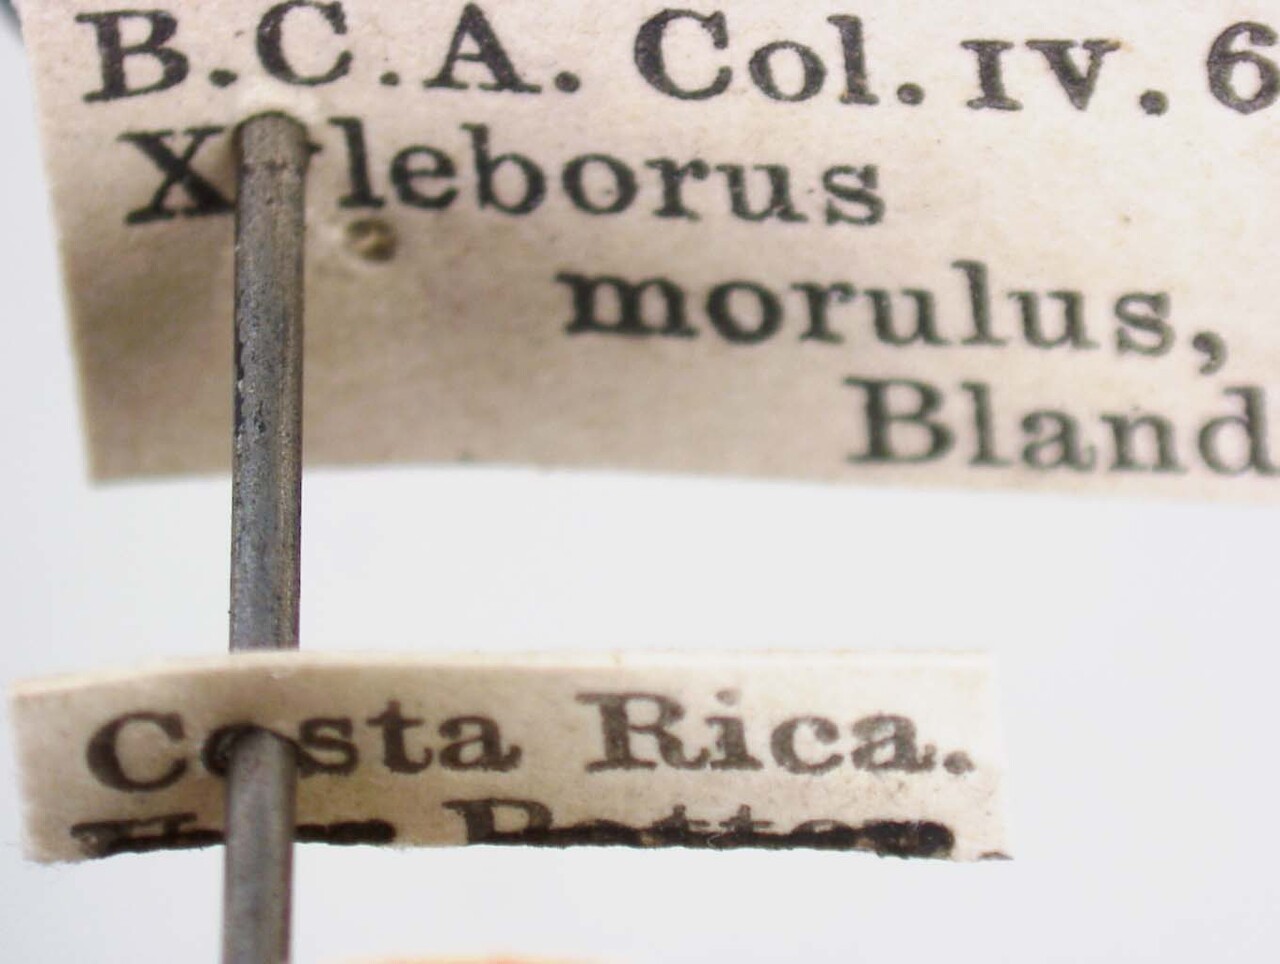 B.C.A. Col. IV. 6
Xyleborus
morulus,
Bland
Costa Rica.